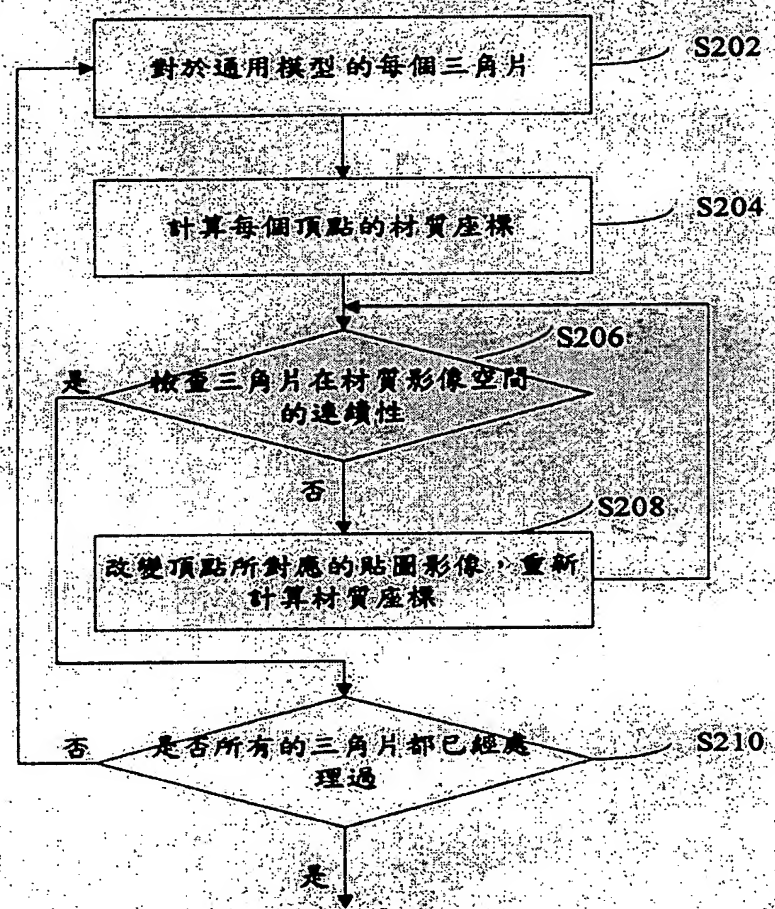 對於通用模型的每個三角片
S202
計算每個頂點的材質座標
S204
S206
檢查三角片在材質影像空間
的連續性
是
否
S208
改變頂點所對應的貼圖影像，重新
計算材質座標
否
是否所有的三角片都已經處
理過
S210
是